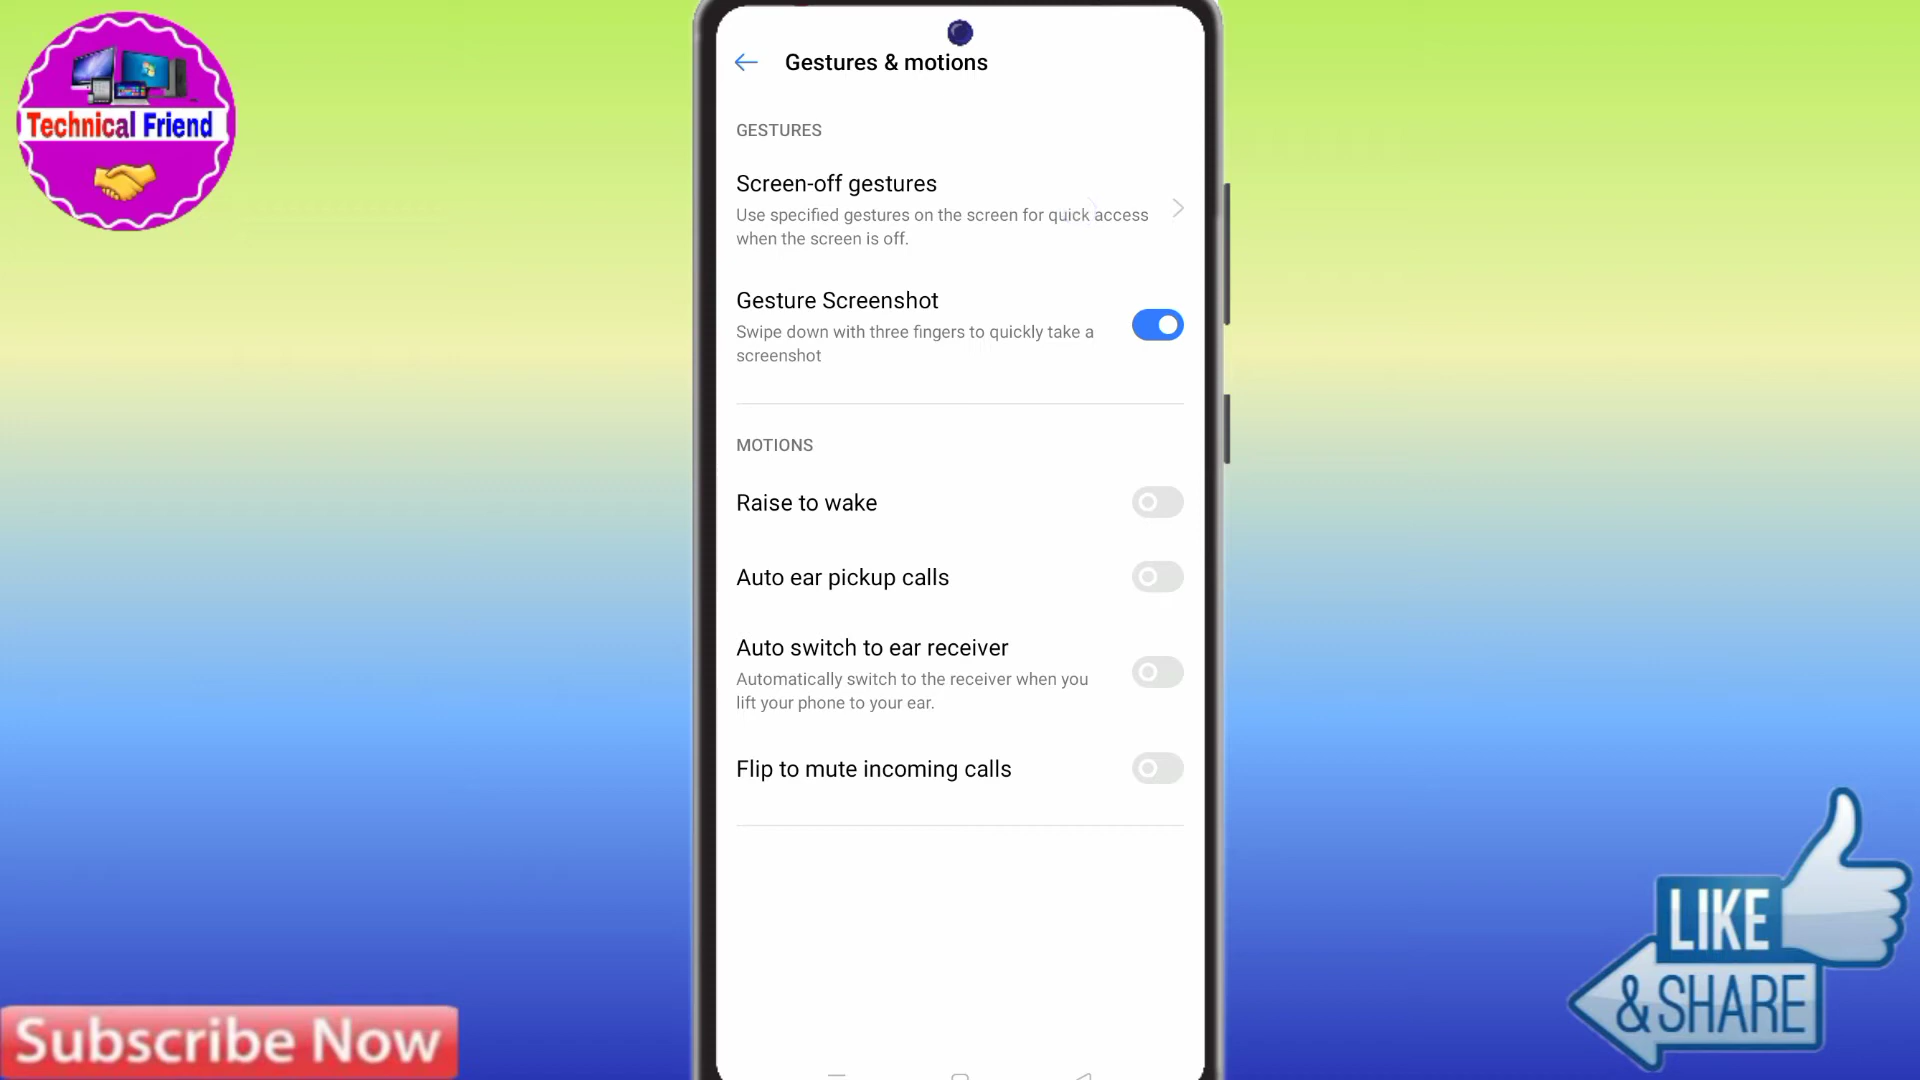 Technical Friend
Gestures & motions
GESTURES
Screen-off gestures
Use specified gestures on the screen for quick access
when the screen is off.
Gesture Screenshot
Swipe down with three fingers to quickly take a
screenshot
MOTIONS
Raise to wake
Auto ear pickup calls
Auto switch to ear receiver
Automatically switch to the receiver when you
lift your phone to your ear.
Flip to mute incoming calls
LIKE
& SHARE
Subscribe Now